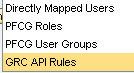 Directly Mapped Users
PFCG Roles
PFCG User Groups
GRC API Rules